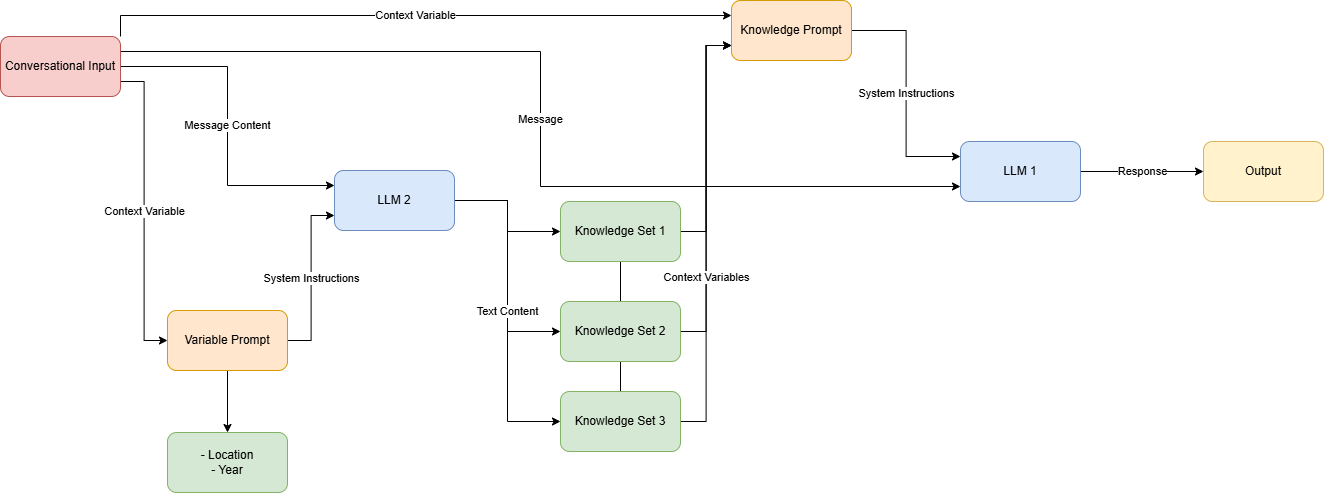 Context Variable
Knowledge Prompt
Conversational Input
System Instructions
Message
Message Content
LLM 1
Response
Output
LLM 2
Context Variable
Knowledge Set 1
System Instructions
Context Variables
Text Content
Knowledge Set 2
Variable Prompt
Knowledge Set 3
- Location
- Year